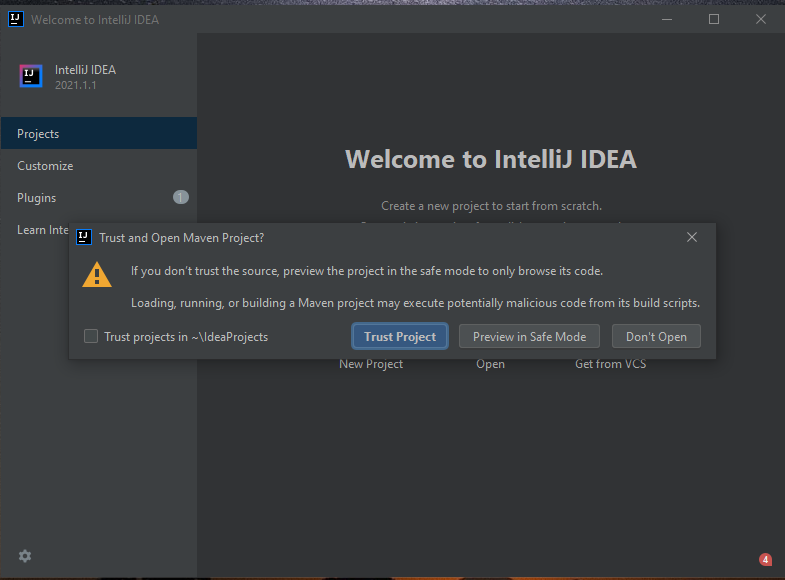 IJ
Welcome to IntelliJ IDEA
IJ
IntelliJ IDEA
2021.1.1
Projects
Customize
Plugins
1
Learn Inte
Welcome to IntelliJ IDEA
Create a new project to start from scratch.
IJ
Trust and Open Maven Project?
If you don't trust the source, preview the project in the safe mode to only browse its code.
Loading, running, or building a Maven project may execute potentially malicious code from its build scripts.
Trust projects in ~\IdeaProjects
Trust Project
Preview in Safe Mode
Don't Open
New Project
Open
Get from VCS
4